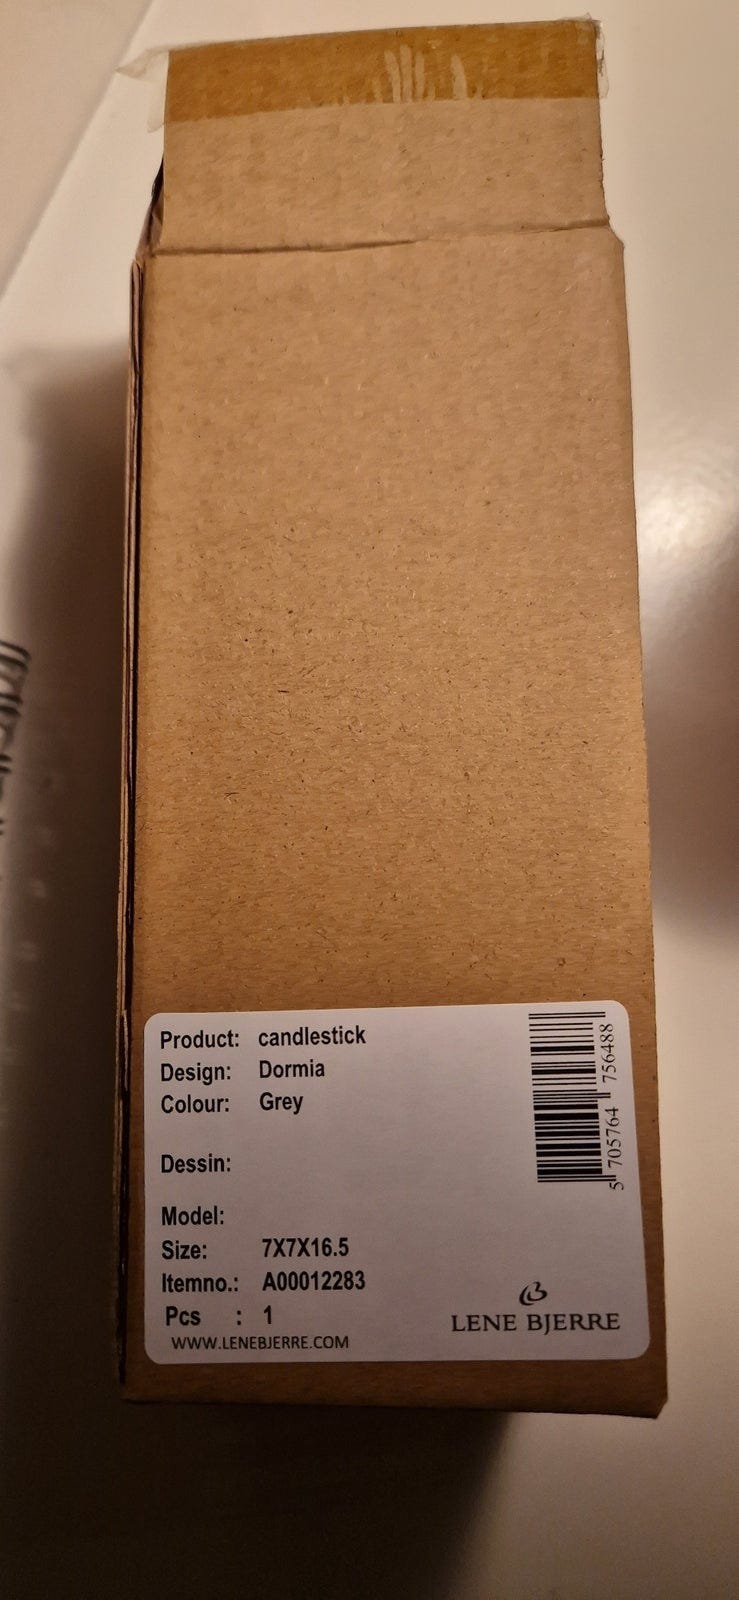 Product: candlestick
Design: Dormia
Colour: Grey
Dessin:
Model:
Size: 7X7X16.5
Itemno.: A00012283
Pcs : 1
WWW.LENEBJERRE.COM
5 705764 756488
LENE BJERRE